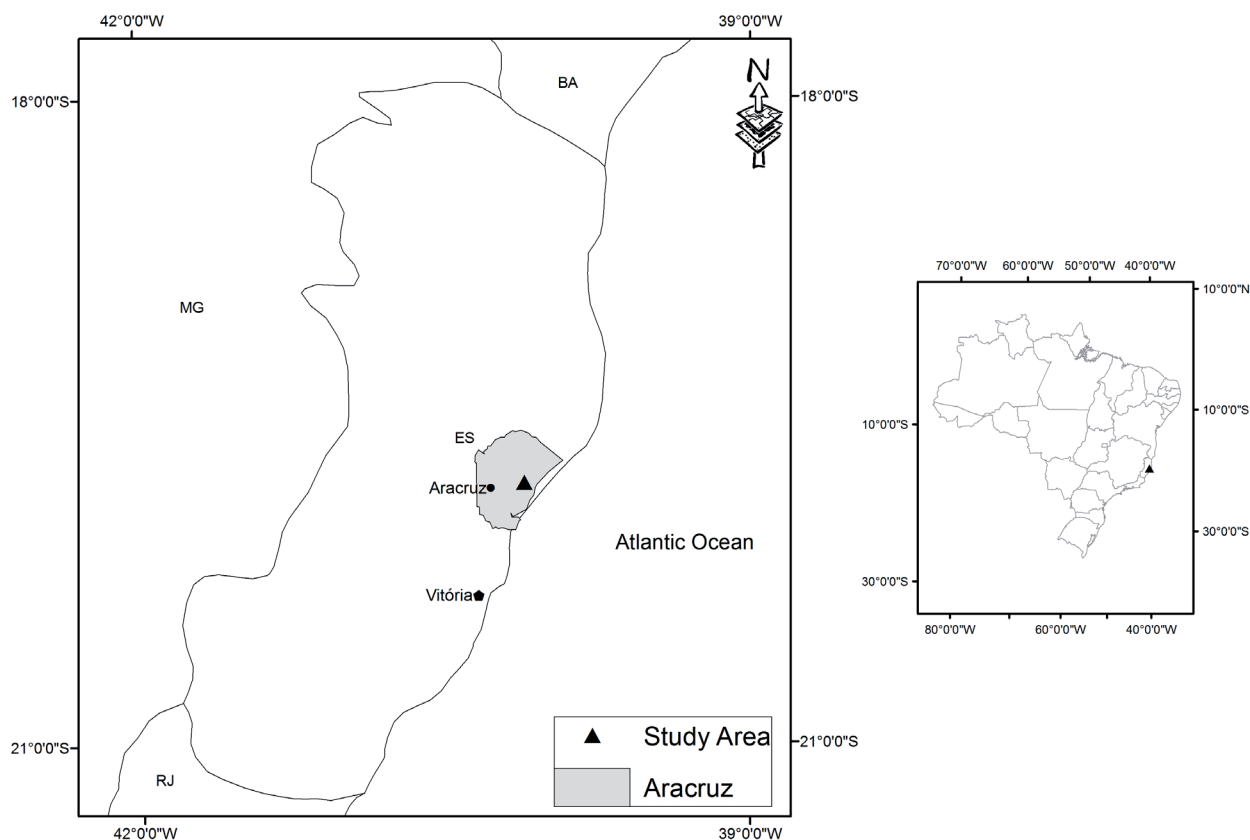 42°0'0"W
39°0'0"W
18°0'0"S
18°0'0"S
BA
N
MG
ES
Aracruz
Atlantic Ocean
Vitória
Study Area
Aracruz
RJ
21°0'0"S
21°0'0"S
42°0'0"W
39°0'0"W
70°0'0"W 60°0'0"W 50°0'0"W 40°0'0"W
10°0'0"N
10°0'0"S
10°0'0"S
30°0'0"S
30°0'0"S
80°0'0"W 60°0'0"W 40°0'0"W